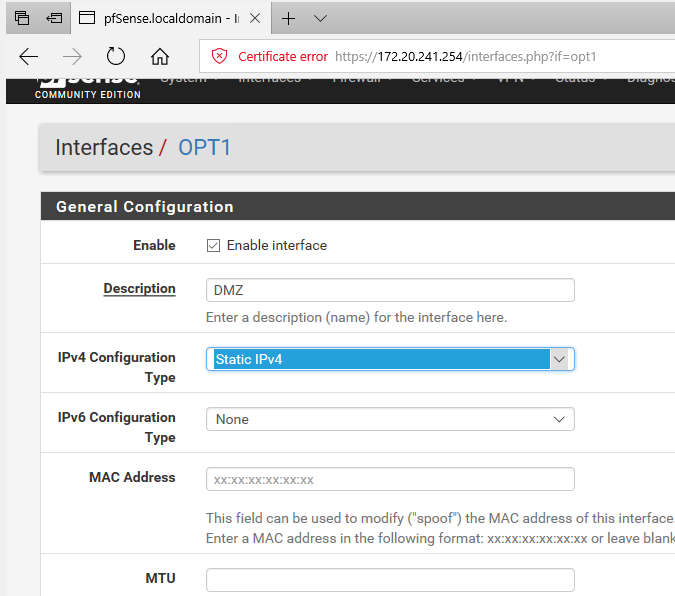 pfSense.localdomain - I
Certificate error https://172.20.241.254/interfaces.php?if=opt1
System Interfaces Firewall Services VPN Status
COMMUNITY EDITION
Interfaces / OPT1
General Configuration
Enable Enable interface
Description DMZ
Enter a description (name) for the interface here.
IPv4 Configuration Static IPv4
Type
IPv6 Configuration None
Type
MAC Address xx:xx:xx:xx:xx:xx
This field can be used to modify ("spoof") the MAC address of this interface.
Enter a MAC address in the following format: xx:xx:xx:xx:xx:xx or leave blank
MTU